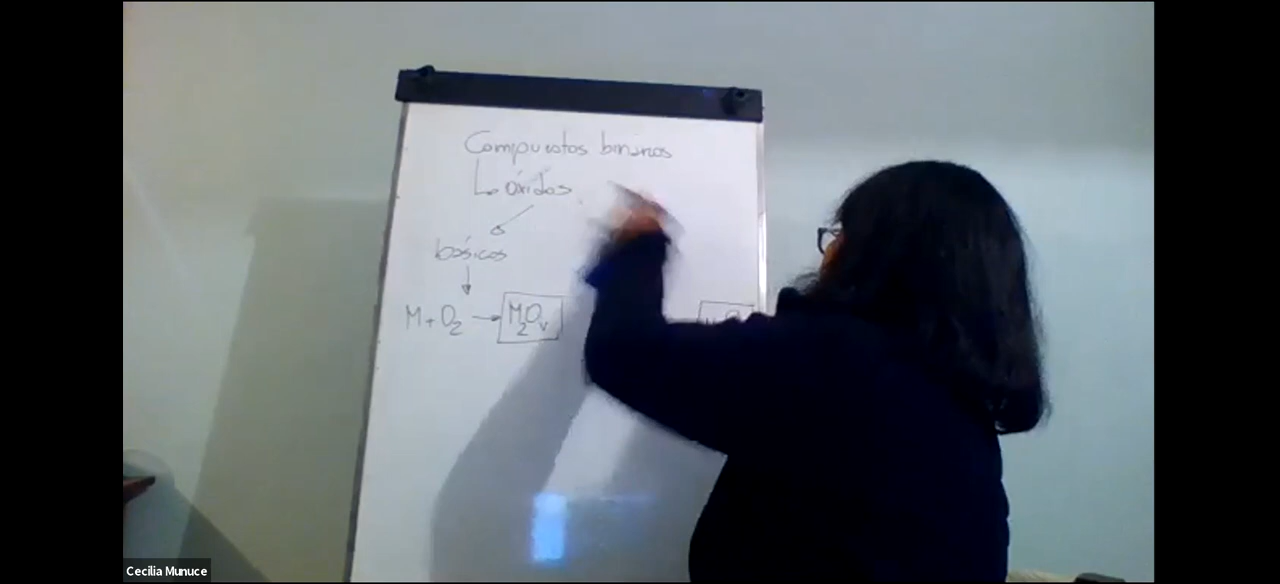 Compuestos binarios
↳ óxidos
básicos
M + O2 → M2Ov
Cecilia Munuce